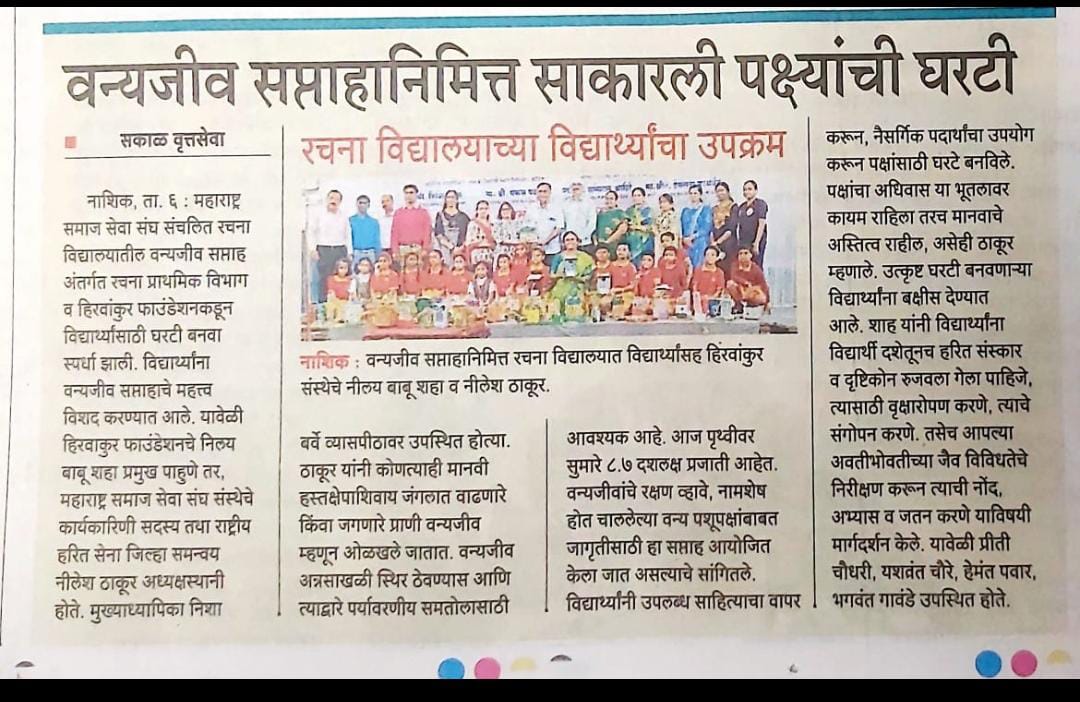 वन्यजीव सप्ताहानिमित्त साकारली पक्ष्यांची घरटी
सकाळ वृत्तसेवा
नाशिक, ता. ६ : महाराष्ट्र
समाज सेवा संघ संचलित रचना
विद्यालयातील वन्यजीव सप्ताह
अंतर्गत रचना प्राथमिक विभाग
व हिरवांकुर फाउंडेशनकडून
विद्यार्थ्यांसाठी घरटी बनवा
स्पर्धा झाली. विद्यार्थ्यांना
वन्यजीव सप्ताहाचे महत्त्व
विशद करण्यात आले. यावेळी
हिरवाकुर फाउंडेशनचे निलय
बाबू शहा प्रमुख पाहुणे तर,
महाराष्ट्र समाज सेवा संघ संस्थेचे
कार्यकारिणी सदस्य तथा राष्ट्रीय
हरित सेना जिल्हा समन्वय
नीलेश ठाकूर अध्यक्षस्थानी
होते. मुख्याध्यापिका निशा
रचना विद्यालयाच्या विद्यार्थ्यांचा उपक्रम
नाशिक : वन्यजीव सप्ताहानिमित्त रचना विद्यालयात विद्यार्थ्यांसह हिरवांकुर
संस्थेचे नीलय बाबू शहा व नीलेश ठाकूर.
बर्वे व्यासपीठावर उपस्थित होत्या.
ठाकूर यांनी कोणत्याही मानवी
हस्तक्षेपाशिवाय जंगलात वाढणारे
किंवा जगणारे प्राणी वन्यजीव
म्हणून ओळखले जातात. वन्यजीव
अन्नसाखळी स्थिर ठेवण्यास आणि
त्याद्वारे पर्यावरणीय समतोलासाठी
आवश्यक आहे. आज पृथ्वीवर
सुमारे ८.७ दशलक्ष प्रजाती आहेत.
वन्यजीवांचे रक्षण व्हावे, नामशेष
होत चाललेल्या वन्य पशूपक्षांबाबत
जागृतीसाठी हा सप्ताह आयोजित
केला जात असल्याचे सांगितले.
विद्यार्थ्यांनी उपलब्ध साहित्याचा वापर
करून, नैसर्गिक पदार्थांचा उपयोग
करून पक्षांसाठी घरटे बनविले.
पक्षांचा अधिवास या भूतलावर
कायम राहिला तरच मानवाचे
अस्तित्व राहील, असेही ठाकूर
म्हणाले. उत्कृष्ट घरटी बनवणाऱ्या
विद्यार्थ्यांना बक्षीस देण्यात
आले. शाह यांनी विद्यार्थ्यांना
विद्यार्थी दशेतूनच हरित संस्कार
व दृष्टिकोन रुजवला गेला पाहिजे,
त्यासाठी वृक्षारोपण करणे, त्याचे
संगोपन करणे. तसेच आपल्या
अवतीभोवतीच्या जैव विविधतेचे
निरीक्षण करून त्याची नोंद,
अभ्यास व जतन करणे याविषयी
मार्गदर्शन केले. यावेळी प्रीती
चौधरी, यशवंत चौरे, हेमंत पवार,
भगवंत गावंडे उपस्थित होते.